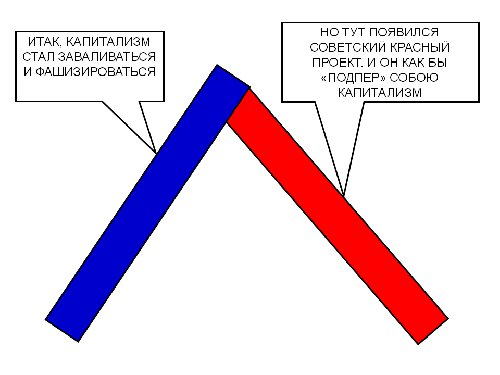 ИТАК, КАПИТАЛИЗМ
СТАЛ ЗАВАЛИВАТЬСЯ
И ФАШИЗИРОВАТЬСЯ
НО ТУТ ПОЯВИЛСЯ
СОВЕТСКИЙ КРАСНЫЙ
ПРОЕКТ. И ОН КАК БЫ
«ПОДПЕР» СОБОЮ
КАПИТАЛИЗМ